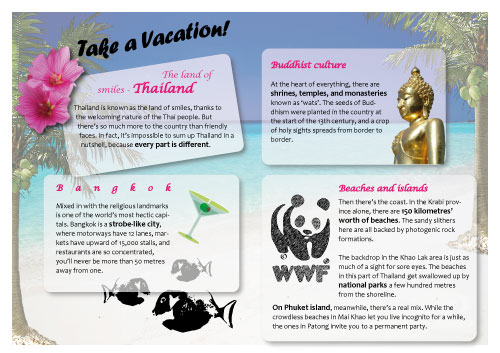 Take a Vacation!
The land of
smiles - Thailand
Thailand is known as the land of smiles, thanks to
the welcoming nature of the Thai people. But
there's so much more to the country than friendly
faces. In fact, it's impossible to sum up Thailand in a
nutshell, because every part is different.
Buddhist culture
At the heart of everything, there are
shrines, temples, and monasteries
known as 'wats'. The seeds of Bud-
dhism were planted in the country at
the start of the 13th century, and a crop
of holy sights spreads from border to
border.
Bangkok
Mixed in with the religious landmarks
is one of the world's most hectic capi-
tals. Bangkok is a strobe-like city,
where motorways have 12 lanes, mar-
kets have upward of 15,000 stalls, and
restaurants are so concentrated,
you'll never be more than 50 metres
away from one.
Beaches and islands
Then there's the coast. In the Krabi prov
ince alone, there are 150 kilometres'
worth of beaches. The sandy slithers
here are all backed by photogenic rock
formations.
The backdrop in the Khao Lak area is just as
much of a sight for sore eyes. The beaches
in this part of Thailand get swallowed up by
national parks a few hundred metres
from the shoreline.
On Phuket island, meanwhile, there's a real mix. While the
crowdless beaches in Mai Khao let you live incognito for a while,
the ones in Patong invite you to a permanent party.
WWF